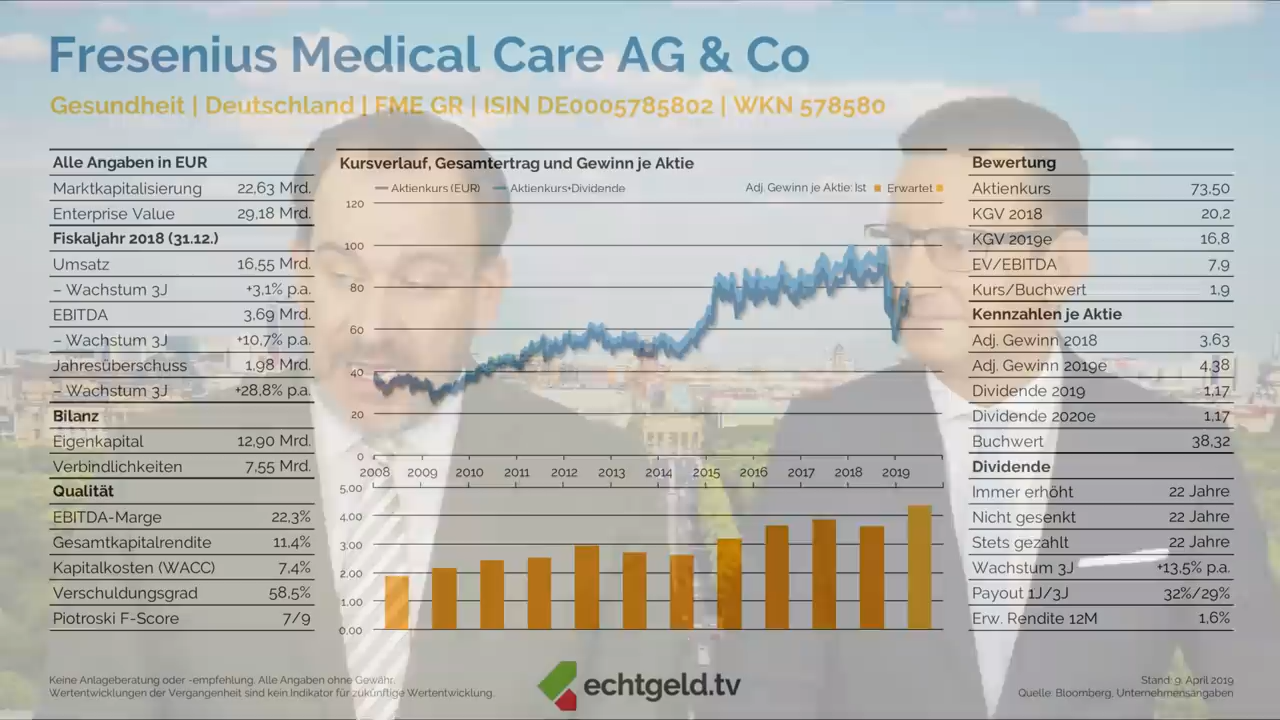 Fresenius Medical Care AG & Co
Gesundheit | Deutschland | FME GR | ISIN DE0005785802 | WKN 578580
Alle Angaben in EUR
Marktkapitalisierung 22,63 Mrd.
Enterprise Value 29,18 Mrd.
Fiskaljahr 2018 (31.12.)
Umsatz 16,55 Mrd.
– Wachstum 3J +3,1% p.a.
EBITDA 3,69 Mrd.
– Wachstum 3J +10,7% p.a.
Jahresüberschuss 1,98 Mrd.
– Wachstum 3J +28,8% p.a.
Bilanz
Eigenkapital 12,90 Mrd.
Verbindlichkeiten 7,55 Mrd.
Qualität
EBITDA-Marge 22,3%
Gesamtkapitalrendite 11,4%
Kapitalkosten (WACC) 7,4%
Verschuldungsgrad 58,5%
Piotroski F-Score 7/9
Kursverlauf, Gesamtertrag und Gewinn je Aktie
Aktienkurs (EUR) Aktienkurs+Dividende Adj. Gewinn je Aktie: Ist Erwartet
120
100
80
60
40
20
0
2008 2009 2010 2011 2012 2013 2014 2015 2016 2017 2018 2019
5,00
4,00
3,00
2,00
1,00
0,00
Bewertung
Aktienkurs 73,50
KGV 2018 20,2
KGV 2019e 16,8
EV/EBITDA 7,9
Kurs/Buchwert 1,9
Kennzahlen je Aktie
Adj. Gewinn 2018 3,63
Adj. Gewinn 2019e 4,38
Dividende 2019 1,17
Dividende 2020e 1,17
Buchwert 38,32
Dividende
Immer erhöht 22 Jahre
Nicht gesenkt 22 Jahre
Stets gezahlt 22 Jahre
Wachstum 3J +13,5% p.a.
Payout 1J/3J 32%/29%
Erw. Rendite 12M 1,6%
Keine Anlageberatung oder -empfehlung. Alle Angaben ohne Gewähr.
Wertentwicklungen der Vergangenheit sind kein Indikator für zukünftige Wertentwicklung.
echtgeld.tv
Stand: 9. April 2019
Quelle: Bloomberg, Unternehmensangaben